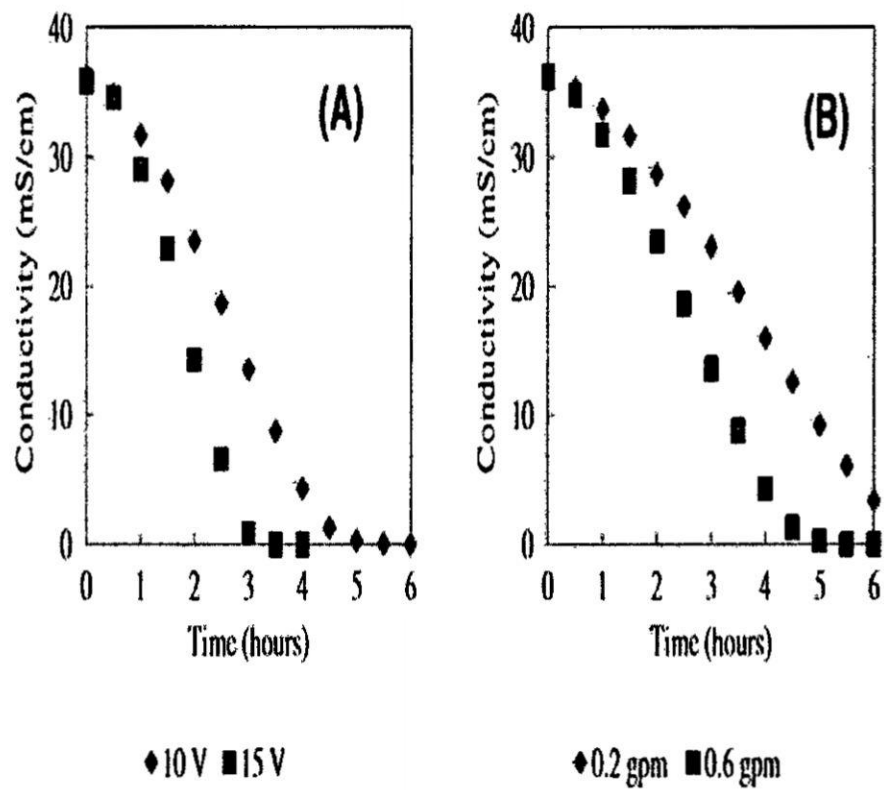 40
30
20
10
0
Conductivity (mS/cm)
(A)
0 1 2 3 4 5 6
Time (hours)
◆ 10 V ■ 15 V
40
30
20
10
0
Conductivity (mS/cm)
(B)
0 1 2 3 4 5 6
Time (hours)
◆ 0.2 gpm ■ 0.6 gpm